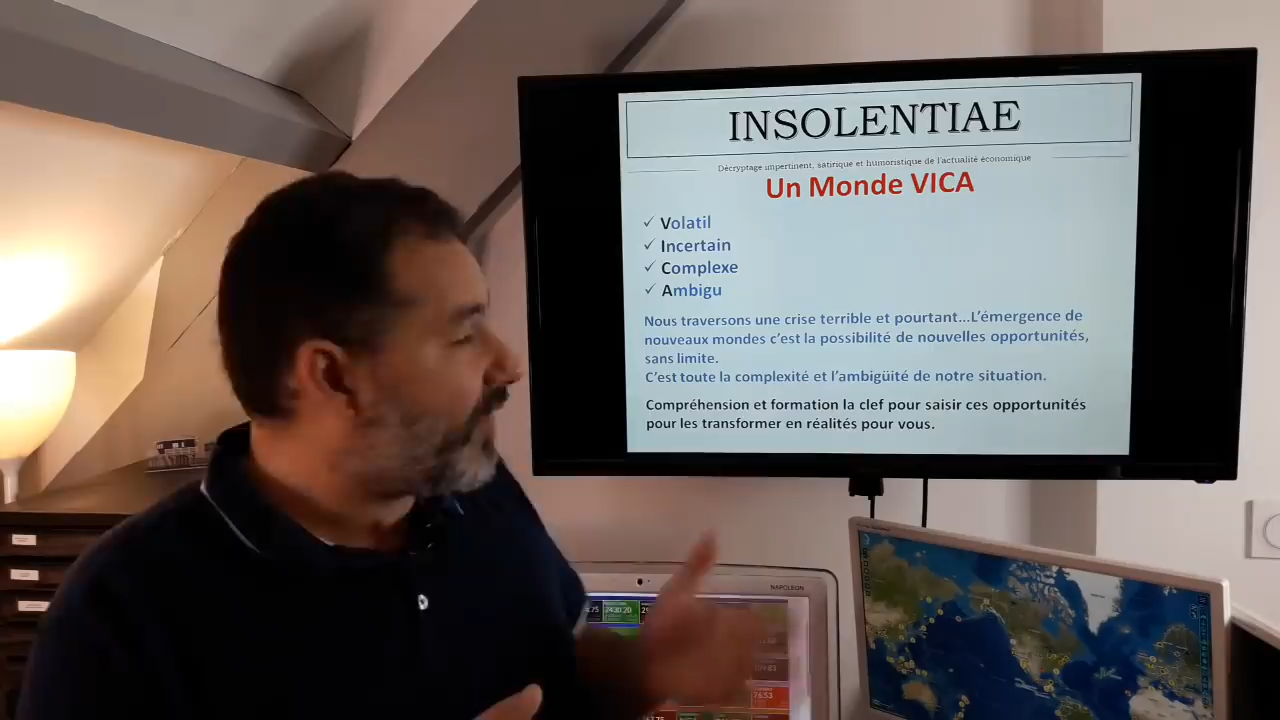 INSOLENTIAE
Décryptage impertinent, satirique et humoristique de l'actualité économique
Un Monde VICA
✓ Volatil
✓ Incertain
✓ Complexe
✓ Ambigu
Nous traversons une crise terrible et pourtant...L'émergence de
nouveaux mondes c'est la possibilité de nouvelles opportunités,
sans limite.
C'est toute la complexité et l'ambigüité de notre situation.
Compréhension et formation la clef pour saisir ces opportunités
pour les transformer en réalités pour vous.
NAPOLEON
76.53